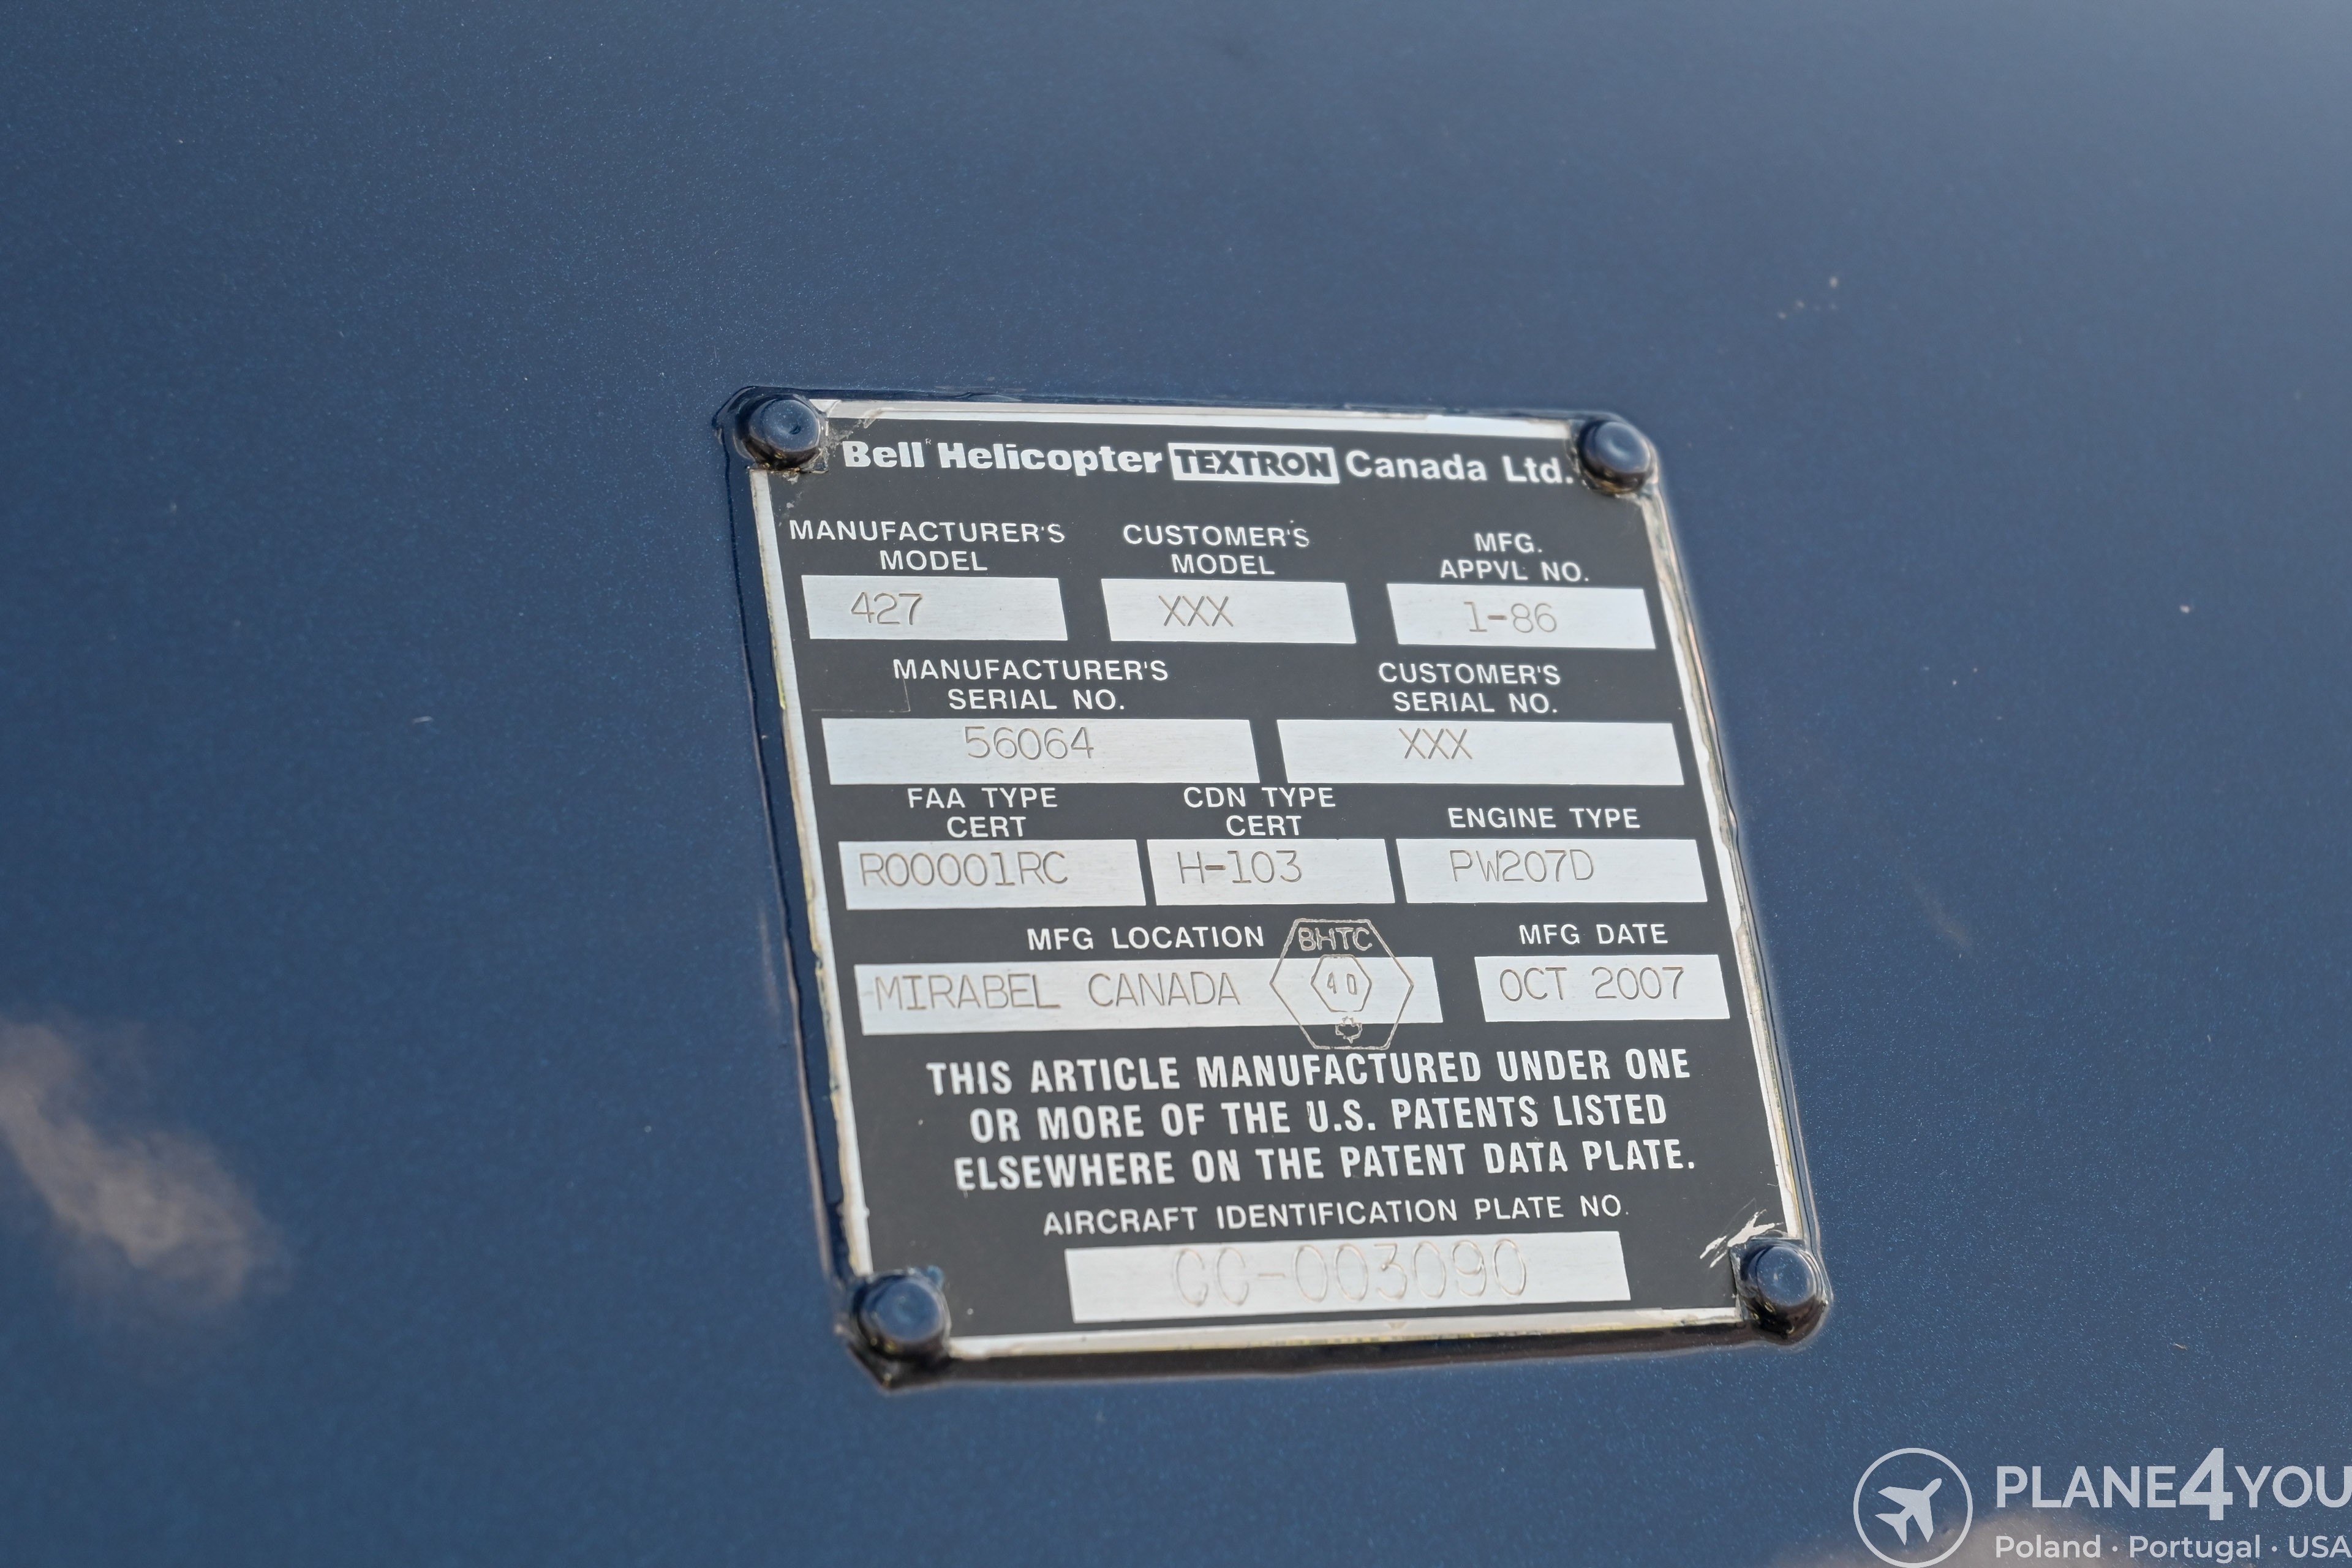 Bell® Helicopter TEXTRON Canada Ltd.
MANUFACTURER'S MODEL
CUSTOMER'S MODEL
MFG. APPVL NO.
427
XXX
1-86
MANUFACTURER'S SERIAL NO.
CUSTOMER'S SERIAL NO.
56064
XXX
FAA TYPE CERT
CDN TYPE CERT
ENGINE TYPE
R00001RC
H-103
PW207D
MFG LOCATION
BHTC
MFG DATE
MIRABEL CANADA
40
OCT 2007
THIS ARTICLE MANUFACTURED UNDER ONE
OR MORE OF THE U.S. PATENTS LISTED
ELSEWHERE ON THE PATENT DATA PLATE.
AIRCRAFT IDENTIFICATION PLATE NO.
CC-003090
PLANE4YOU
Poland · Portugal · USA